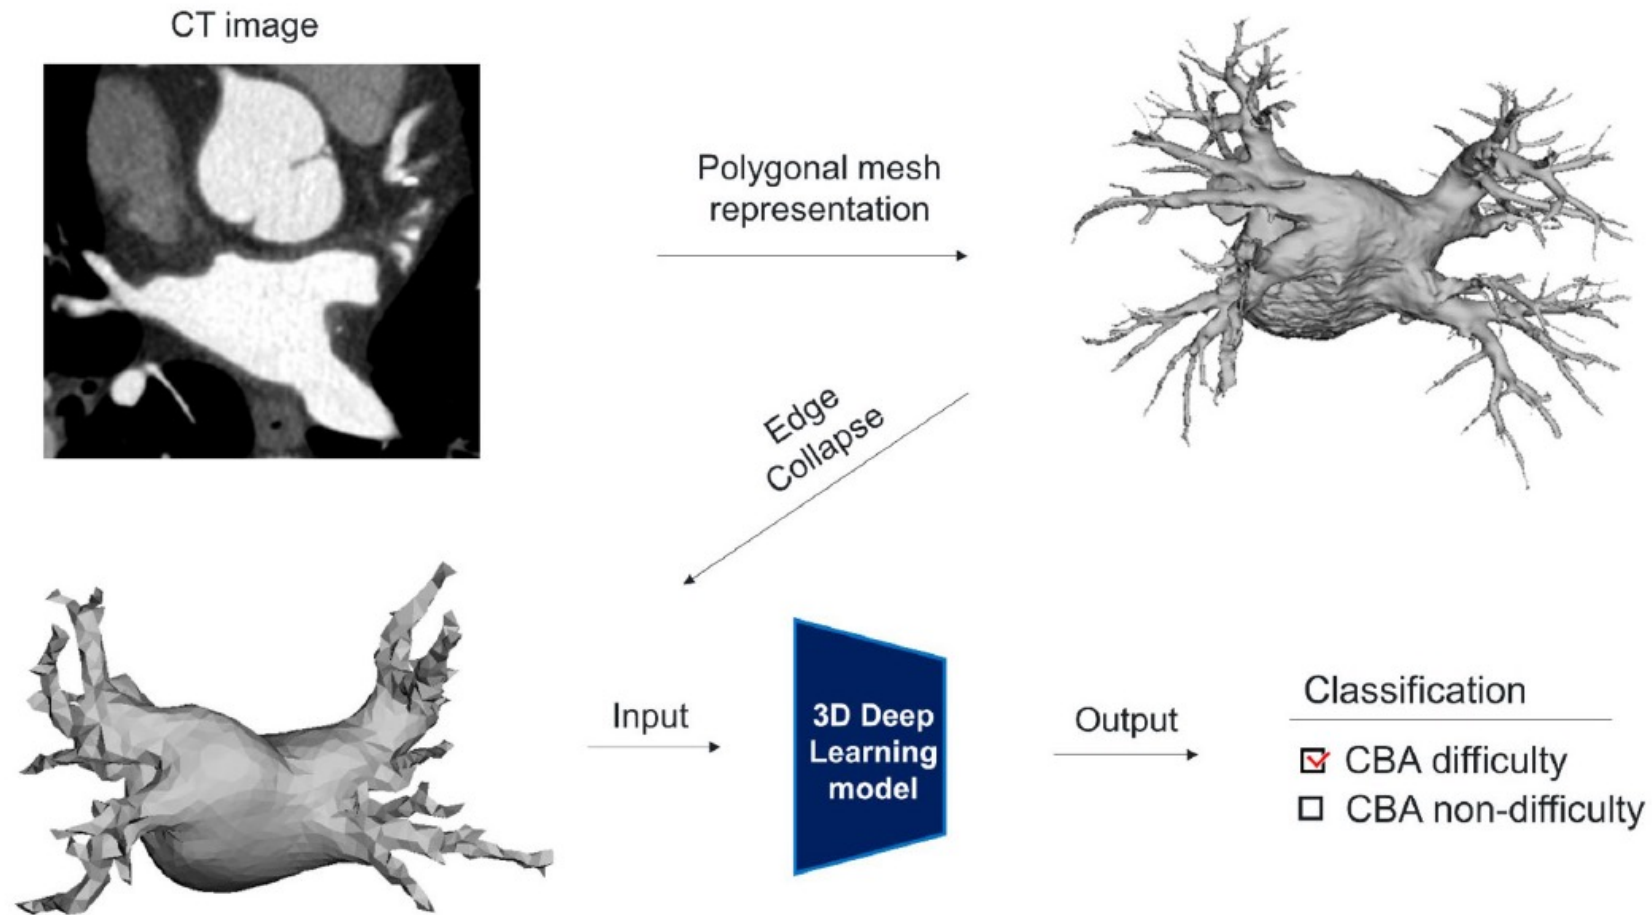 CT image
Polygonal mesh
representation
Edge
Collapse
Input
3D Deep
Learning
model
Output
Classification
CBA difficulty
CBA non-difficulty